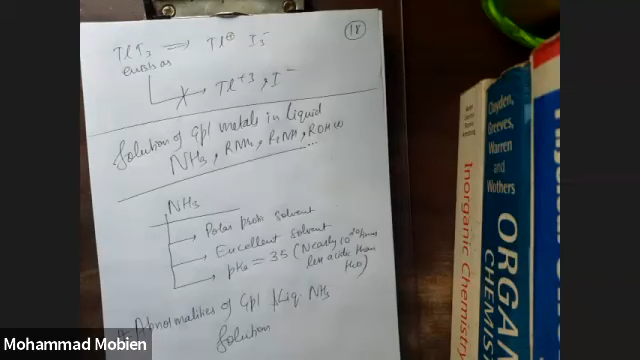 18
TlI3 ⇒ Tl⊕ I3-
exists as
Tl+3, I-
Solution of Gp1 metals in liquid
NH3, RNH2, R2NH, ROH (l)
...
NH3
Polar protic solvent
Excellent solvent
pKa = 35 (Nearly 10^20 times
less acidic than
H2O)
Abnormalities of Gp1 / Liq NH3
Solution
Mohammad Mobien
Inorganic Chemistry
Clayden,
Greeves,
Warren
and
Wothers
ORGAN
CHEMIS